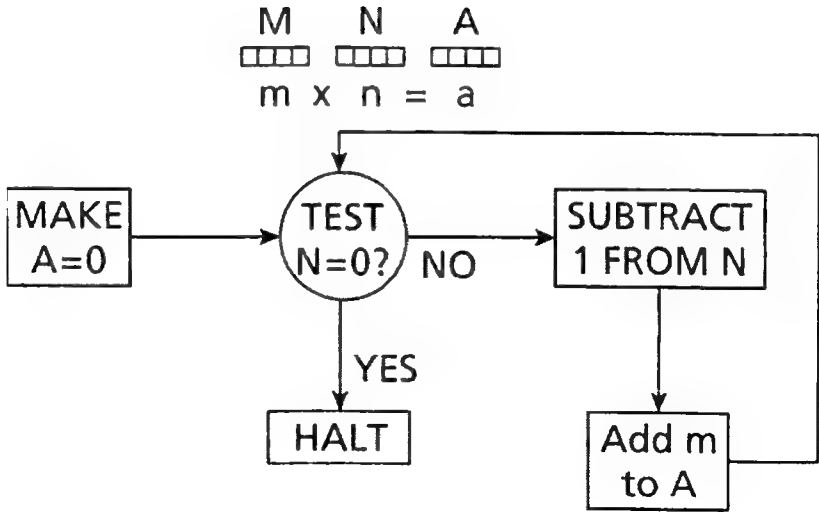 M N A
m x n = a
MAKE
A=0
TEST
N=0?
NO
SUBTRACT
1 FROM N
YES
HALT
Add m
to A